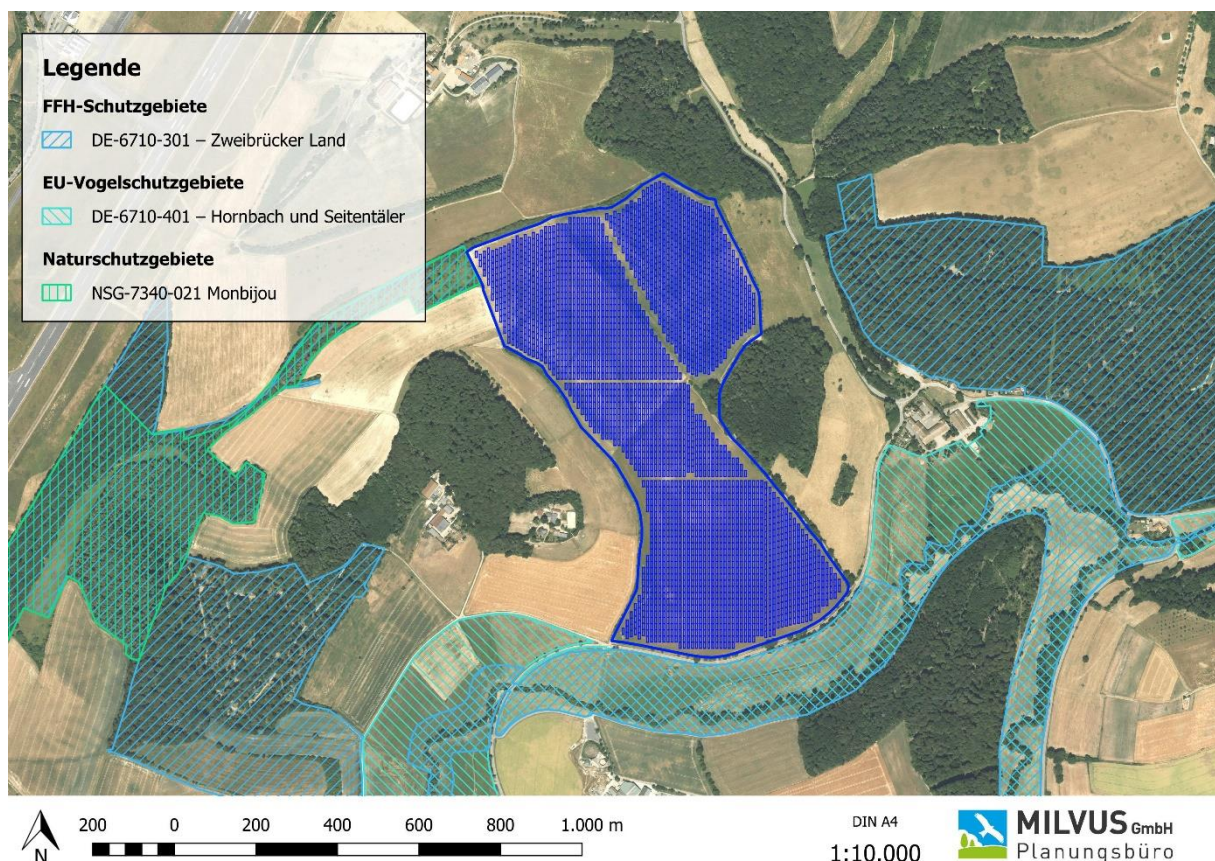 Legende
FFH-Schutzgebiete
DE-6710-301 – Zweibrücker Land
EU-Vogelschutzgebiete
DE-6710-401 – Hornbach und Seitentäler
Naturschutzgebiete
NSG-7340-021 Monbijou
N
200 0 200 400 600 800 1.000 m
DIN A4
1:10.000
MILVUS GmbH
Planungsbüro